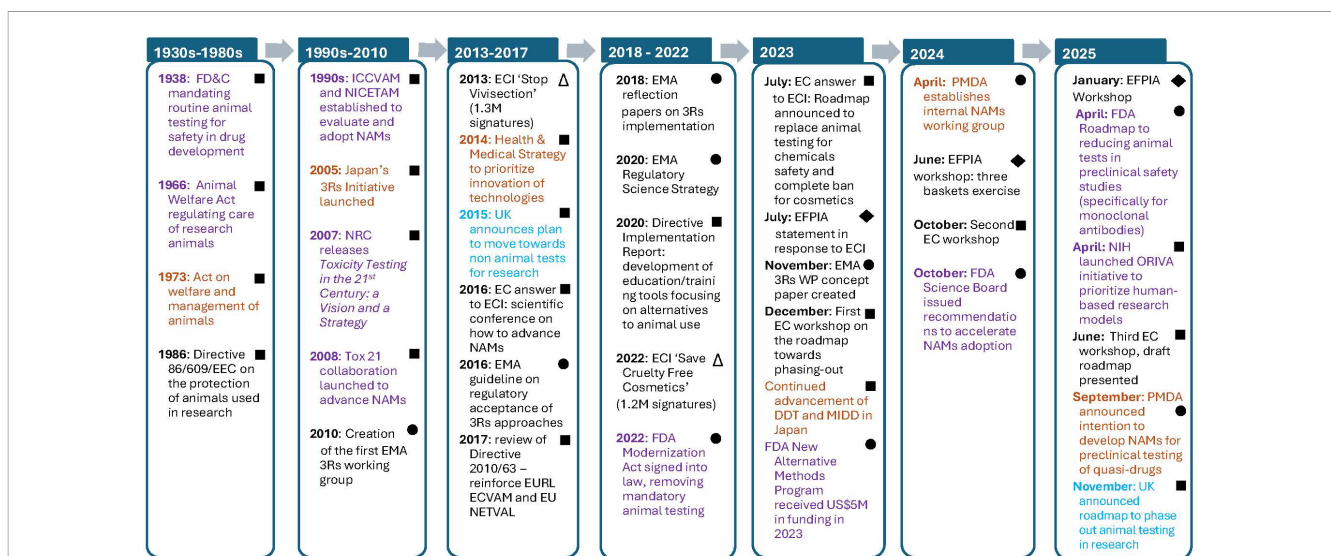 1930s-1980s
1938: FD&C
mandating
routine animal
testing for
safety in drug
development
1966: Animal
Welfare Act
regulating care
of research
animals
1973: Act on
welfare and
management of
animals
1986: Directive
86/609/EEC on
the protection
of animals used
in research
1990s-2010
1990s: ICCVAM
and NICETAM
established to
evaluate and
adopt NAMs
2005: Japan's
3Rs Initiative
launched
2007: NRC
releases
Toxicity Testing
in the 21st
Century: a
Vision and a
Strategy
2008: Tox 21
collaboration
launched to
advance NAMs
2010: Creation
of the first EMA
3Rs working
group
2013-2017
2013: ECI ‘Stop
Vivisection’
(1.3M
signatures)
2014: Health &
Medical Strategy
to prioritize
innovation of
technologies
2015: UK
announces plan
to move towards
non animal tests
for research
2016: EC answer
to ECI: scientific
conference on
how to advance
NAMs
2016: EMA
guideline on
regulatory
acceptance of
3Rs approaches
2017: review of
Directive
2010/63 –
reinforce EURL
ECVAM and EU
NETVAL
2018 - 2022
2018: EMA
reflection
papers on 3Rs
implementation
2020: EMA
Regulatory
Science Strategy
2020: Directive
Implementation
Report:
development of
education/traini
ng tools focusing
on alternatives
to animal use
2022: ECI ‘Save
Cruelty Free
Cosmetics’
(1.2M signatures)
2022: FDA
Modernization
Act signed into
law, removing
mandatory
animal testing
2023
July: EC answer
to ECI: Roadmap
announced to
replace animal
testing for
chemicals
safety and
complete ban
for cosmetics
July: EFPIA
statement in
response to ECI
November: EMA
3Rs WP concept
paper created
December: First
EC workshop on
the roadmap
towards
phasing-out
Continued
advancement of
DDT and MIDD in
Japan
FDA New
Alternative
Methods
Program
received US$5M
in funding in
2023
2024
April: PMDA
establishes
internal NAMs
working group
June: EFPIA
workshop: three
baskets exercise
October: Second
EC workshop
October: FDA
Science Board
issued
recommendatio
ns to accelerate
NAMs adoption
2025
January: EFPIA
Workshop
April: FDA
Roadmap to
reducing animal
tests in
preclinical safety
studies
(specifically for
monoclonal
antibodies)
April: NIH
launched ORIVA
initiative to
prioritize human-
based research
models
June: Third EC
workshop, draft
roadmap
presented
September: PMDA
announced
intention to
develop NAMs for
preclinical testing
of quasi-drugs
November: UK
announced
roadmap to phase
out animal testing
in research